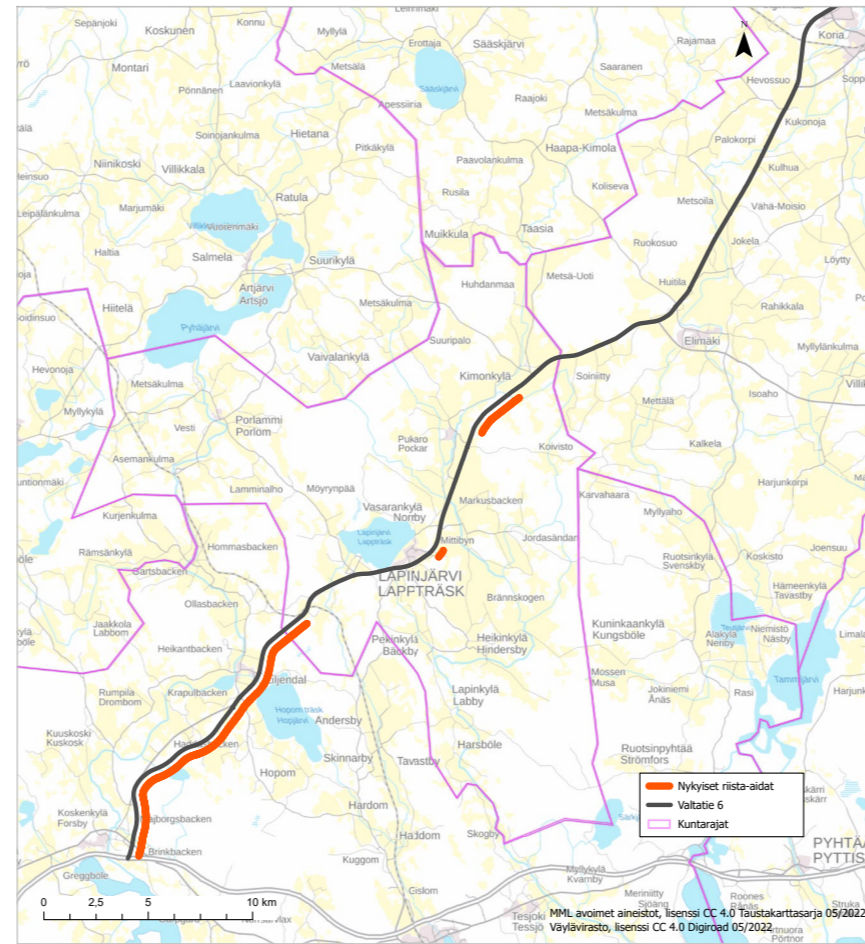 Sepänjoki
Koskunen
Konnu
Myllylä
Erottaja
Sääskjärvi
Rajamaa
Koria
Montari
Metsälä
Saaranen
Hevossuo
Pönnänen
Laavionkylä
Sääskjärvi
Raajoki
Apessiiria
Metsäkulma
Kukonoja
Soinojankulma
Hietana
Pitkäkylä
Haapa-Kimola
Palokorpi
Niinikoski
Villikkala
Paavolankulma
Kulhua
Koliseva
Leipälänkulma
Marjumäki
Ratula
Rusila
Metsoila
Vähä-Moisio
Muikkula
Taasia
Ruokosuo
Jokela
Haltia
Salmela
Suurikylä
Metsä-Uoti
Löytty
Huhdanmaa
Huitila
Artjärvi
Artsjö
Metsäkulma
Rahikkala
Hiitelä
Pyhäjärvi
Suuripalo
Elimäki
Myllylänkulma
Vaivalankylä
Hevonoja
Metsäkulma
Kimonkylä
Soiniitty
Isoaho
Myllykylä
Mettälä
Vesti
Porlammi
Porlom
Pukaro
Pockar
Koivisto
Kalkela
Asemankulma
Lamminalho
Möyrynpää
Markusbacken
Karvahaara
Harjunkorpi
Kurjenkulma
Vasarankylä
Norrby
Myllyaho
Lapinjärvi
Lappträsk
Mittibyn
Jordasändan
Joensuu
Rämsänkylä
Hommasbacken
Ruotsinkylä
Svenskby
Koskisto
Gartsbacken
LAPINJÄRVI
LAPPTRÄSK
Hämeenkylä
Tavastby
Ollasbacken
Brännskogen
Jaakkola
Labbom
Kuninkaankylä
Kungsböle
Niemistö
Näsby
Alakylä
Nerby
Heikantbacken
Pekinkylä
Bäckby
Heikinkylä
Hindersby
Mossen
Musa
Tammijärvi
Rumpila
Drombom
Krapulbacken
Lapinkylä
Labby
Jokiniemi
Ånäs
Rasi
Hopom träsk
Hopjärvi
Andersby
Kuuskoski
Kuskosk
Harsböle
Ruotsinpyhtää
Strömfors
Skinnarby
Tavastby
Hopom
Nykyiset riista-aidat
Valtatie 6
Kuntarajat
Koskenkylä
Forsby
Hardom
Haddom
Skogby
Brinkbacken
Kuggom
Greggböle
Gislom
Myllykylä
Kvarnby
Meriniitty
Sjöäng
Roones
Rånäs
Struka
Tesjoki
Tessjö
0 2,5 5 10 km
N
MML avoimet aineistot, lisenssi CC 4.0 Taustakarttasarja 05/2022
Väylävirasto, lisenssi CC 4.0 Digiroad 05/2022